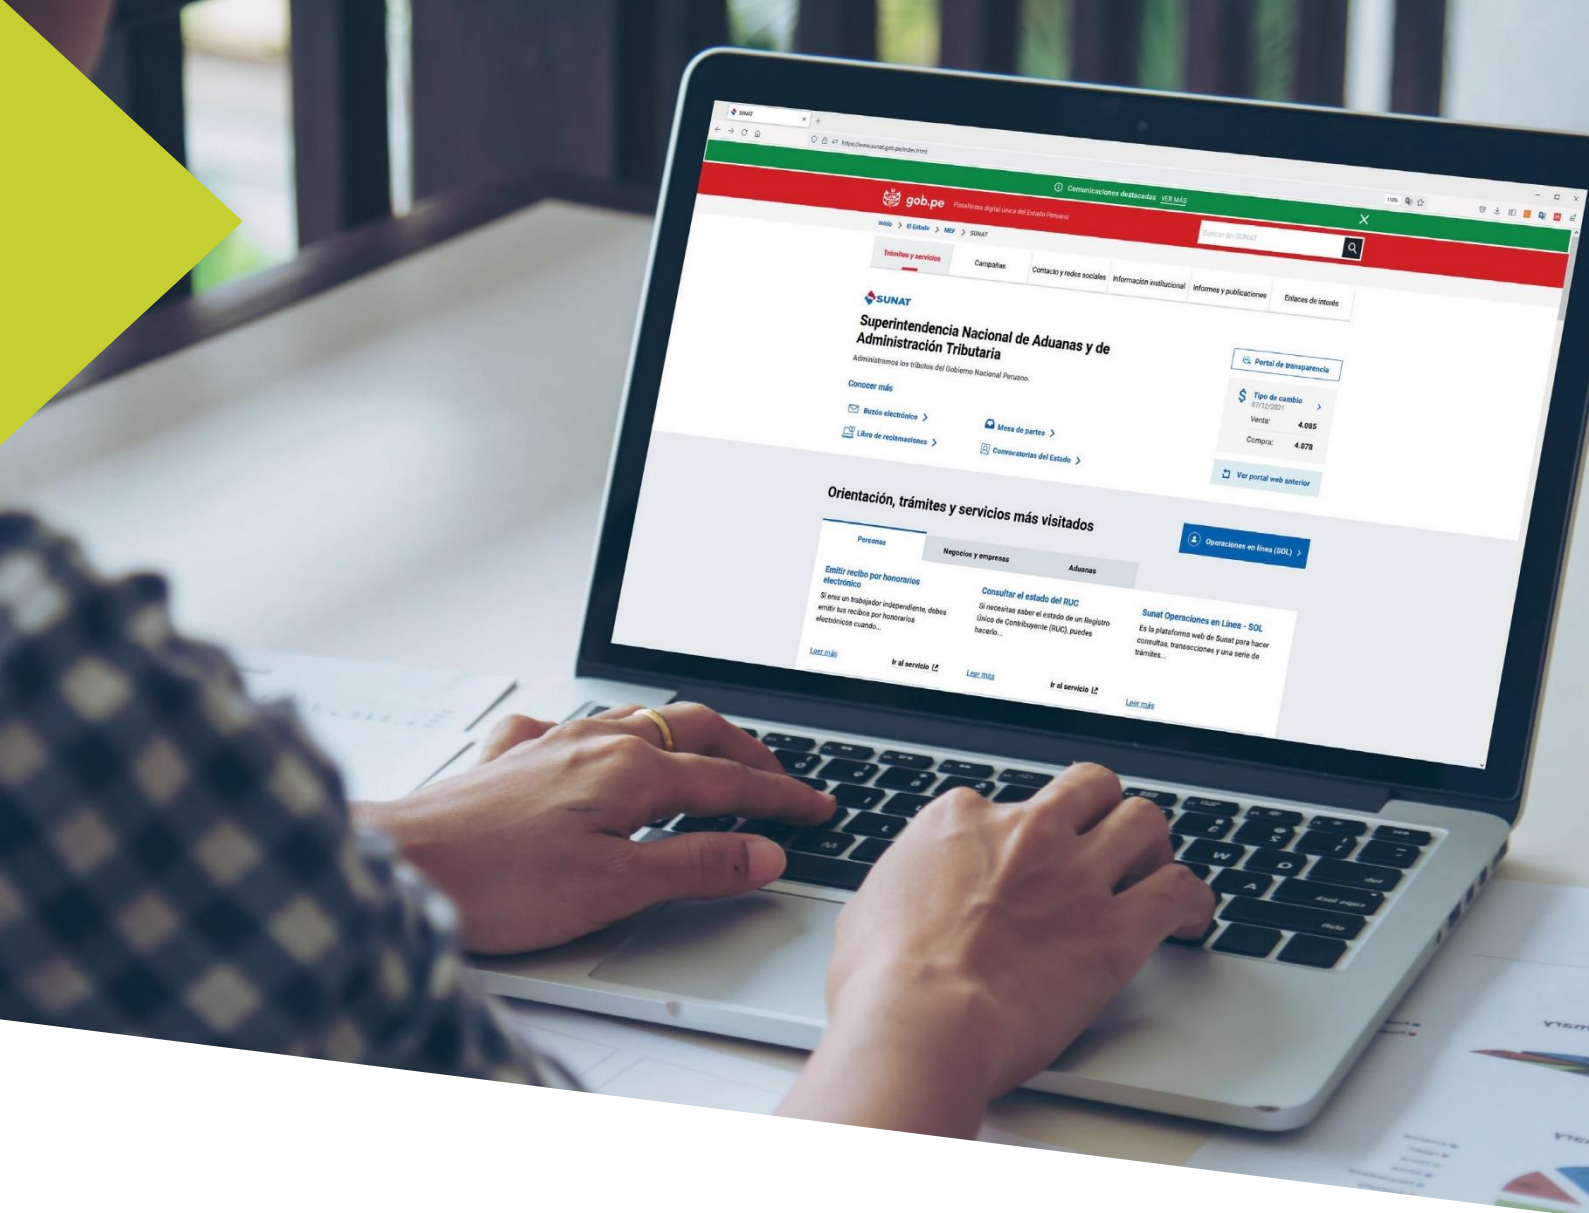 SUNAT
https://www.sunat.gob.pe/index.html
110%
Comunicaciones destacadas VER MÁS
gob.pe Plataforma digital única del Estado Peruano
Buscar en SUNAT
Inicio > El Estado > MEF > SUNAT
Trámites y servicios
Campañas
Contacto y redes sociales
Información institucional
Informes y publicaciones
Enlaces de interés
SUNAT
Superintendencia Nacional de Aduanas y de
Administración Tributaria
Administramos los tributos del Gobierno Nacional Peruano.
Conocer más
Buzón electrónico >
Mesa de partes >
Libro de reclamaciones >
Convocatorias del Estado >
Portal de transparencia
Tipo de cambio >
07/12/2021
Venta: 4.085
Compra: 4.078
Ver portal web anterior
Orientación, trámites y servicios más visitados
Operaciones en línea (SOL) >
Personas
Negocios y empresas
Aduanas
Emitir recibo por honorarios
electrónico
Si eres un trabajador independiente, debes
emitir tus recibos por honorarios
electrónicos cuando...
Leer más
Ir al servicio
Consultar el estado del RUC
Si necesitas saber el estado de un Registro
Único de Contribuyente (RUC), puedes
hacerlo...
Leer más
Ir al servicio
Sunat Operaciones en Línea - SOL
Es la plataforma web de Sunat para hacer
consultas, transacciones y una serie de
trámites...
Leer más